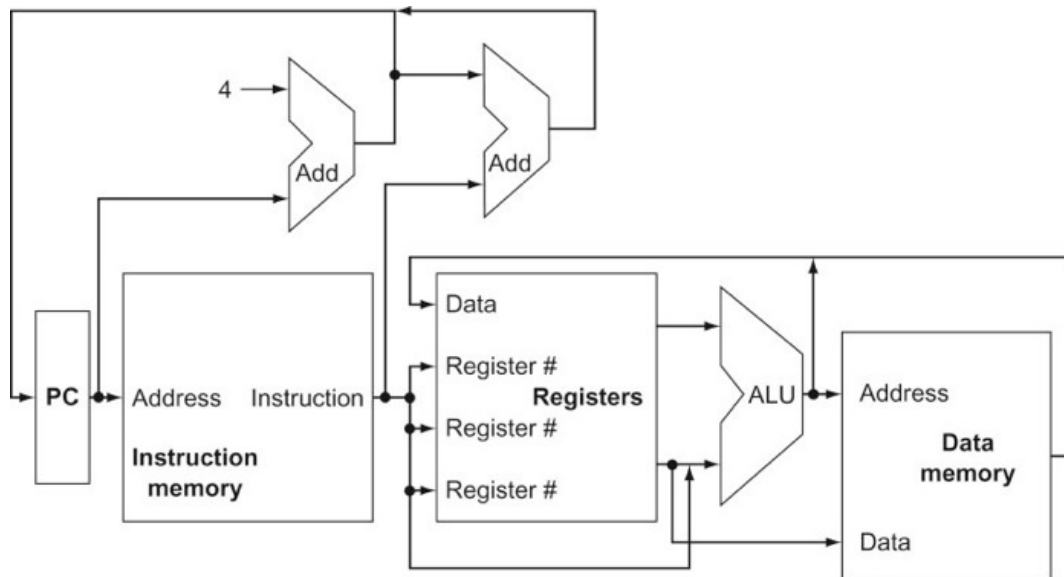 4
Add
Add
Data
Register #
Register #
Register #
Registers
PC
Address
Instruction
Instruction
memory
ALU
Address
Data
memory
Data